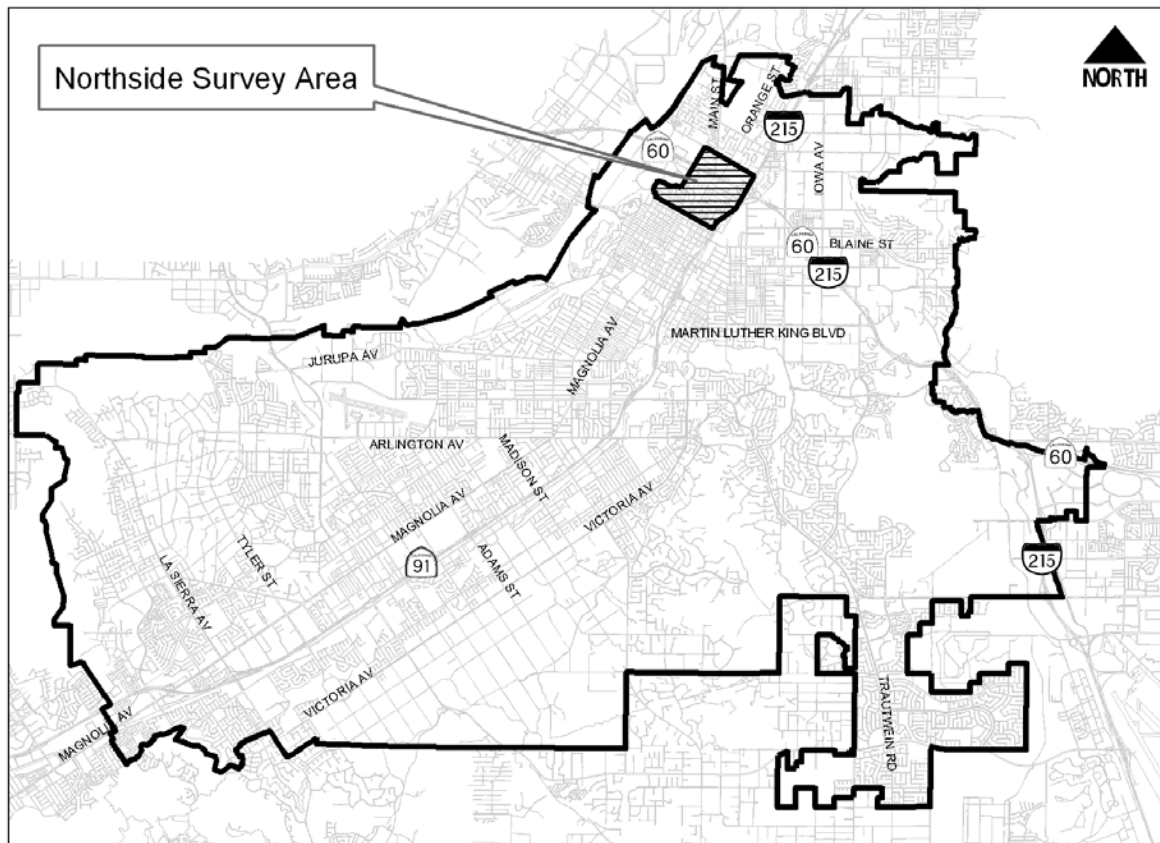 Northside Survey Area
NORTH
MAIN ST
ORANGE ST
215
60
IOWA AV
60
BLAINE ST
215
MARTIN LUTHER KING BLVD
JURUPA AV
MAGNOLIA AV
ARLINGTON AV
MADISON ST
60
MAGNOLIA AV
VICTORIA AV
TYLER ST
91
ADAMS ST
215
LA SIERRA AV
VICTORIA AV
TRAUTWEIN RD
MAGNOLIA AV